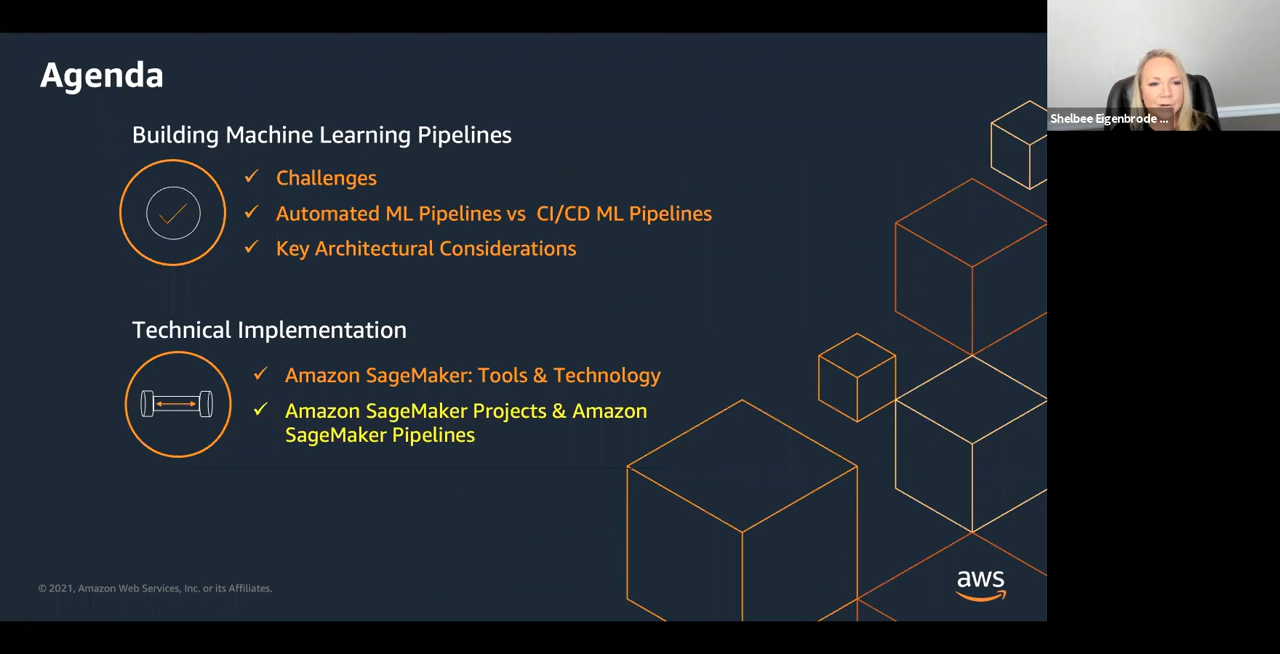 Agenda
Building Machine Learning Pipelines
✓ Challenges
✓ Automated ML Pipelines vs CI/CD ML Pipelines
✓ Key Architectural Considerations
Technical Implementation
✓ Amazon SageMaker: Tools & Technology
✓ Amazon SageMaker Projects & Amazon
SageMaker Pipelines
© 2021, Amazon Web Services, Inc. or its Affiliates.
aws
Shelbee Eigenbrode ...